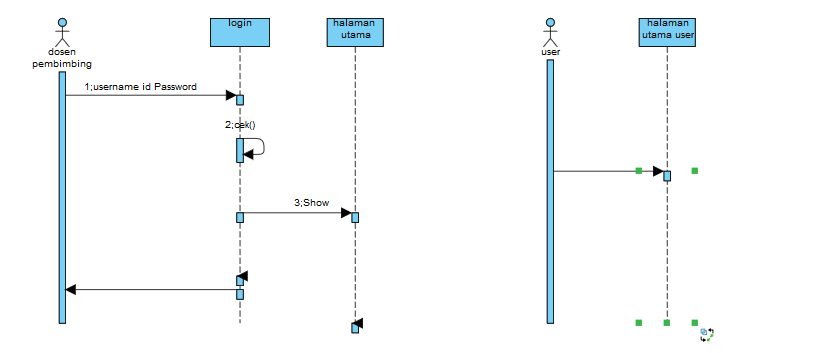 login
halaman
utama
halaman
utama user
dosen
pembimbing
user
1;username id Password
2;cek()
3;Show